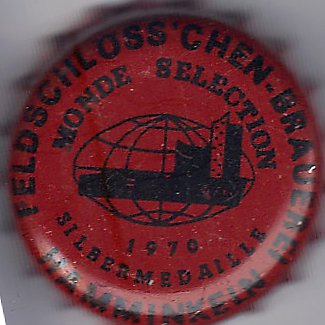 FELDSCHLOSS'CHEN-BRAUEREI
HAMMINKELN
MONDE SELECTION
1970
SILBERMEDAILLE